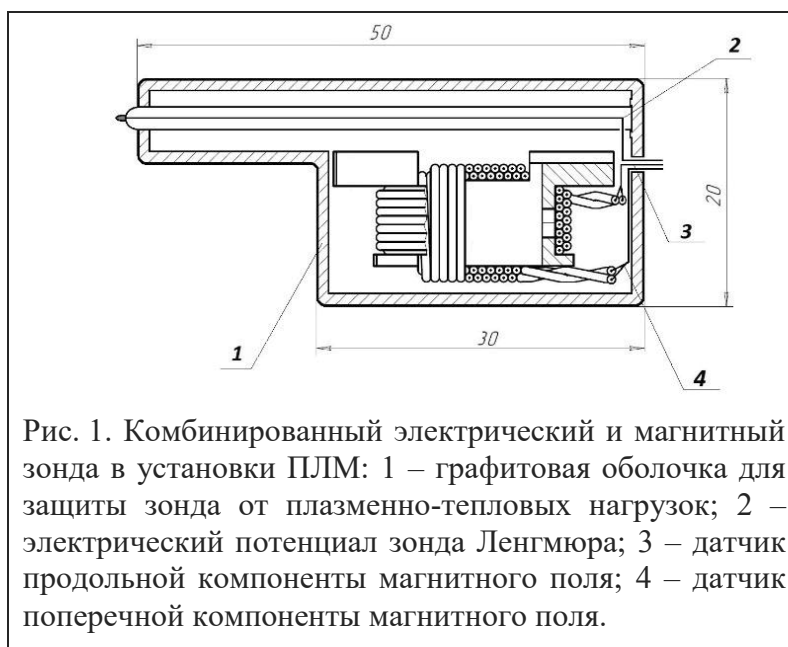 50
2
20
3
30
1
4
Рис. 1. Комбинированный электрический и магнитный
зонда в установки ПЛМ: 1 – графитовая оболочка для
защиты зонда от плазменно-тепловых нагрузок; 2 –
электрический потенциал зонда Ленгмюра; 3 – датчик
продольной компоненты магнитного поля; 4 – датчик
поперечной компоненты магнитного поля.